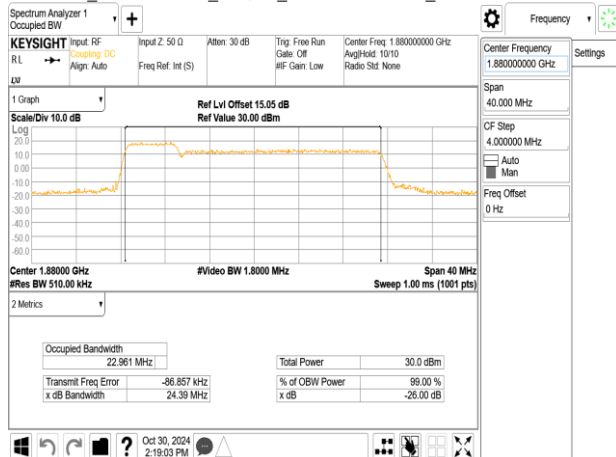 Spectrum Analyzer 1
Occupied BW
KEYSIGHT
RL
Input: RF
Coupling: DC
Align: Auto
Input Z: 50 Ω
Freq Ref: Int (S)
Atten: 30 dB
Trig: Free Run
Gate: Off
#IF Gain: Low
Center Freq: 1.880000000 GHz
Avg|Hold: 10/10
Radio Std: None
LXI
1 Graph
Scale/Div 10.0 dB
Ref Lvl Offset 15.05 dB
Ref Value 30.00 dBm
Log
20.0
10.0
0.00
-10.0
-20.0
-30.0
-40.0
-50.0
-60.0
Center 1.88000 GHz
#Res BW 510.00 kHz
#Video BW 1.8000 MHz
Span 40 MHz
Sweep 1.00 ms (1001 pts)
2 Metrics
Occupied Bandwidth
22.961 MHz
Transmit Freq Error -86.857 kHz
x dB Bandwidth 24.39 MHz
Total Power 30.0 dBm
% of OBW Power 99.00 %
x dB -26.00 dB
Oct 30, 2024
2:19:03 PM
Frequency
Center Frequency
1.880000000 GHz
Span
40.000 MHz
CF Step
4.000000 MHz
Auto
Man
Freq Offset
0 Hz
Settings